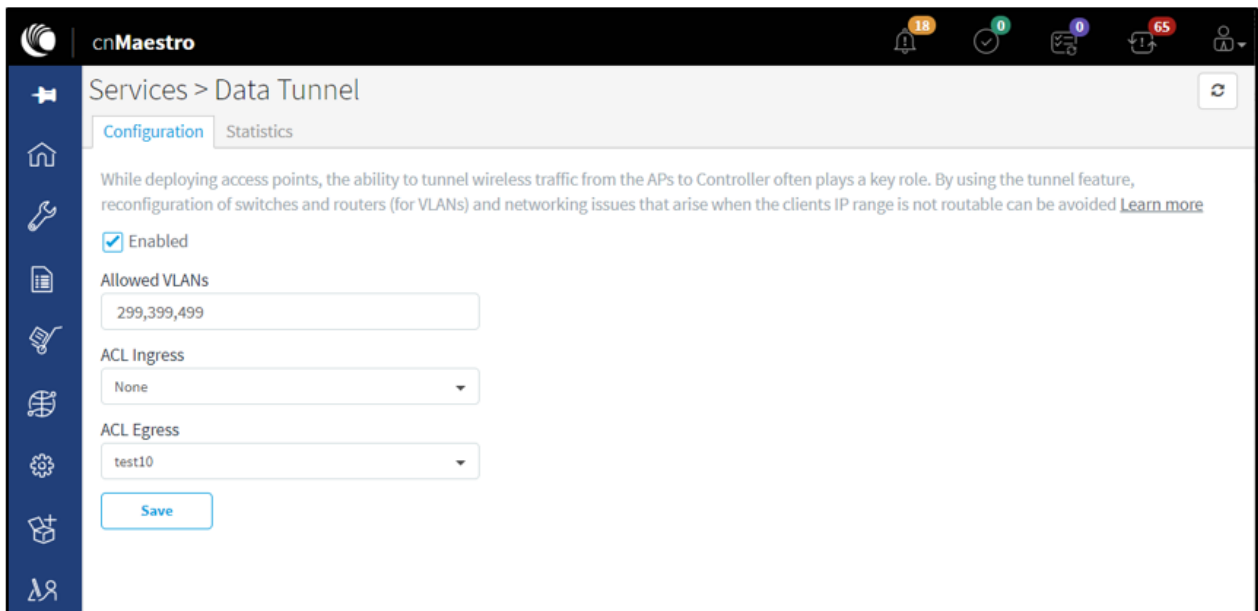 cnMaestro
18
0
0
65
Services > Data Tunnel
Configuration Statistics
While deploying access points, the ability to tunnel wireless traffic from the APs to Controller often plays a key role. By using the tunnel feature,
reconfiguration of switches and routers (for VLANs) and networking issues that arise when the clients IP range is not routable can be avoided Learn more
Enabled
Allowed VLANs
299,399,499
ACL Ingress
None
ACL Egress
test10
Save